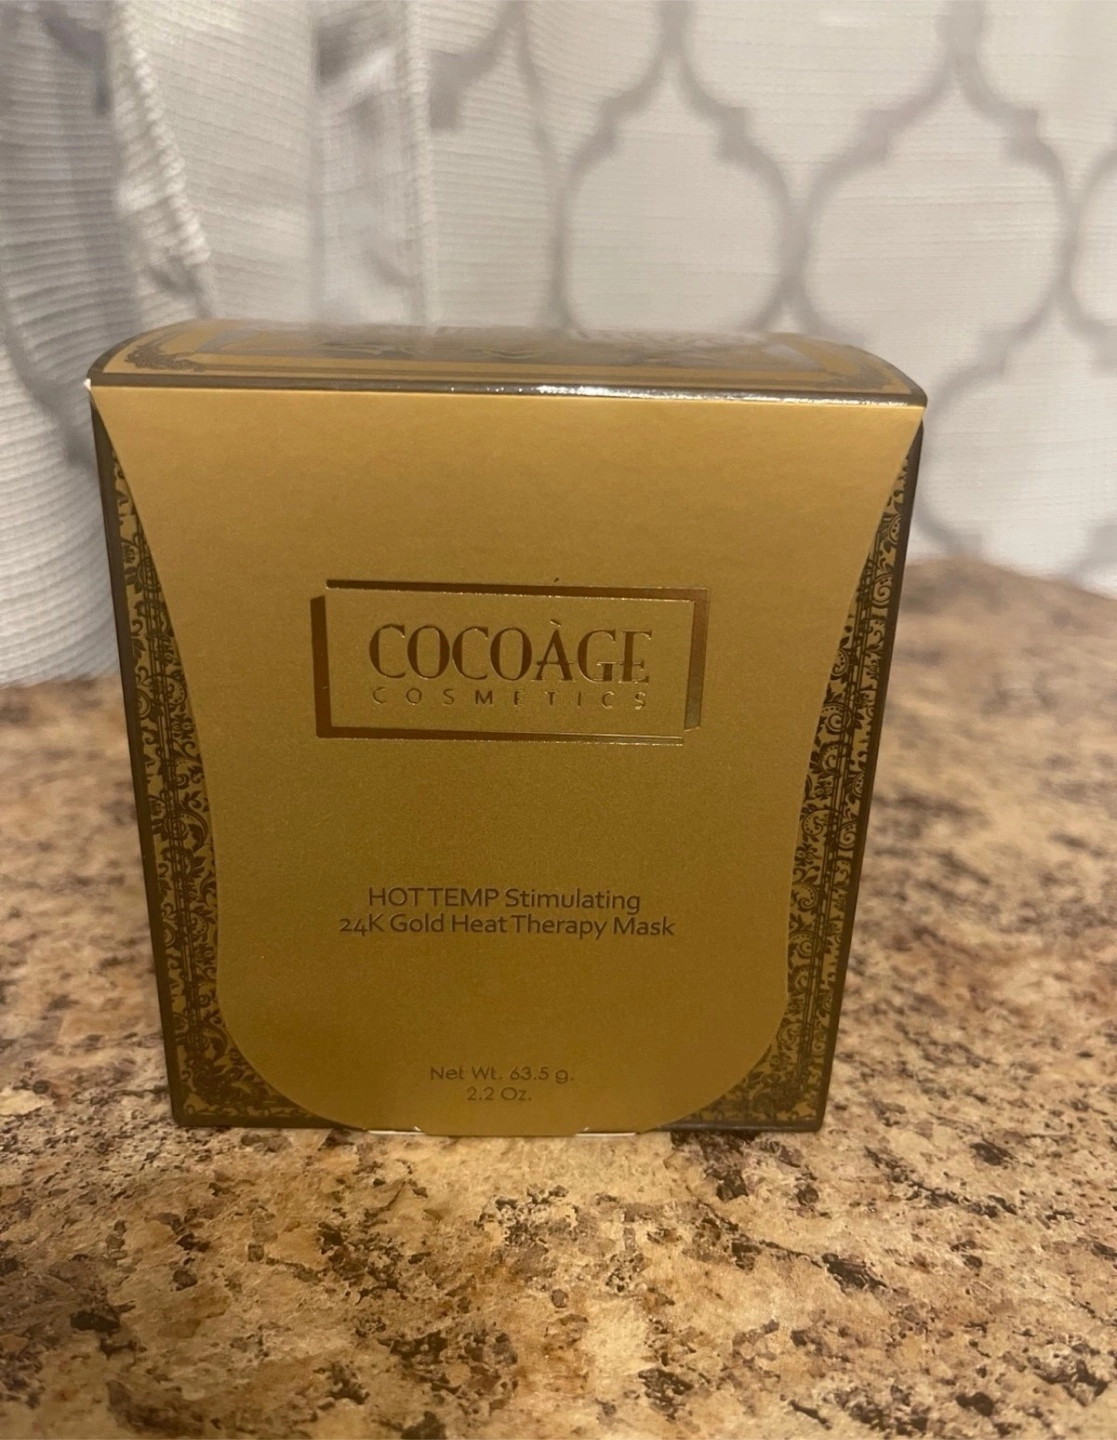 COCOÀGE
COSMETICS
HOT TEMP Stimulating
24K Gold Heat Therapy Mask
Net Wt. 63.5 g.
2.2 Oz.